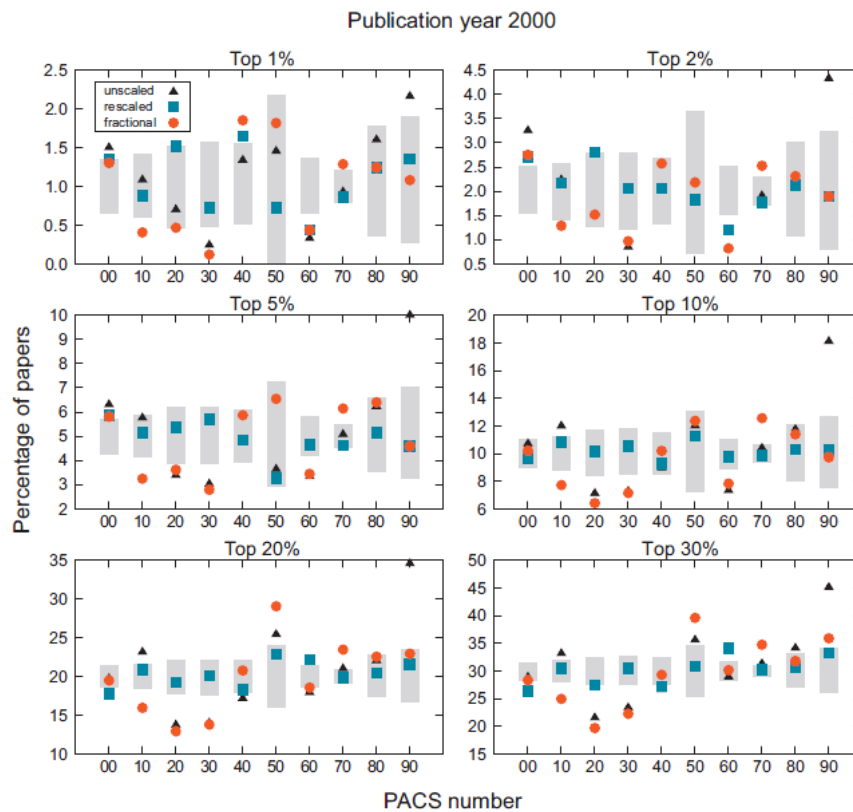 Publication year 2000
Top 1%
2.5
2.0
1.5
1.0
0.5
0.0
unscaled
rescaled
fractional
00 10 20 30 40 50 60 70 80 90
Top 2%
4.5
4.0
3.5
3.0
2.5
2.0
1.5
1.0
0.5
00 10 20 30 40 50 60 70 80 90
Percentage of papers
Top 5%
10
9
8
7
6
5
4
3
2
00 10 20 30 40 50 60 70 80 90
Top 10%
20
18
16
14
12
10
8
6
00 10 20 30 40 50 60 70 80 90
Top 20%
35
30
25
20
15
10
00 10 20 30 40 50 60 70 80 90
Top 30%
50
45
40
35
30
25
20
15
00 10 20 30 40 50 60 70 80 90
PACS number